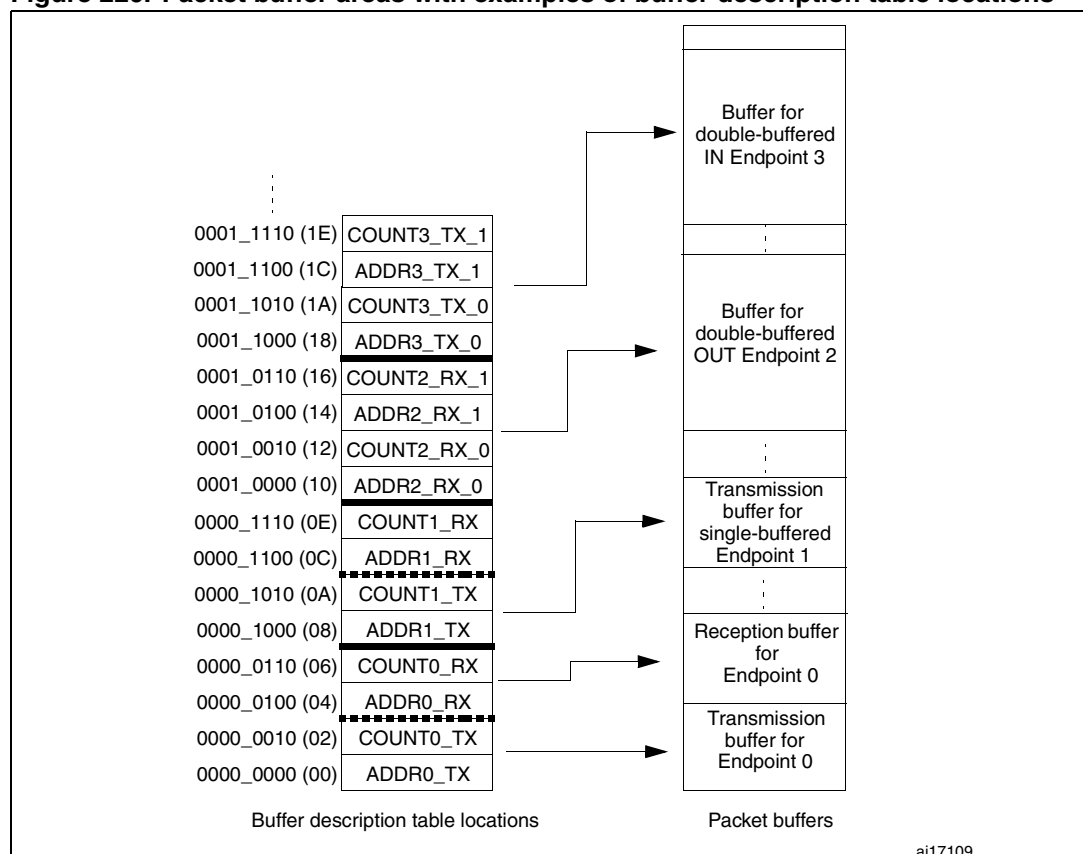 Figure 220. Packet buffer areas with examples of buffer description table locations
Buffer for
double-buffered
IN Endpoint 3
0001_1110 (1E) COUNT3_TX_1
0001_1100 (1C) ADDR3_TX_1
0001_1010 (1A) COUNT3_TX_0
0001_1000 (18) ADDR3_TX_0
0001_0110 (16) COUNT2_RX_1
0001_0100 (14) ADDR2_RX_1
0001_0010 (12) COUNT2_RX_0
0001_0000 (10) ADDR2_RX_0
0000_1110 (0E) COUNT1_RX
0000_1100 (0C) ADDR1_RX
0000_1010 (0A) COUNT1_TX
0000_1000 (08) ADDR1_TX
0000_0110 (06) COUNT0_RX
0000_0100 (04) ADDR0_RX
0000_0010 (02) COUNT0_TX
0000_0000 (00) ADDR0_TX
Buffer for
double-buffered
OUT Endpoint 2
Transmission
buffer for
single-buffered
Endpoint 1
Reception buffer
for
Endpoint 0
Transmission
buffer for
Endpoint 0
Buffer description table locations
Packet buffers
ai17109